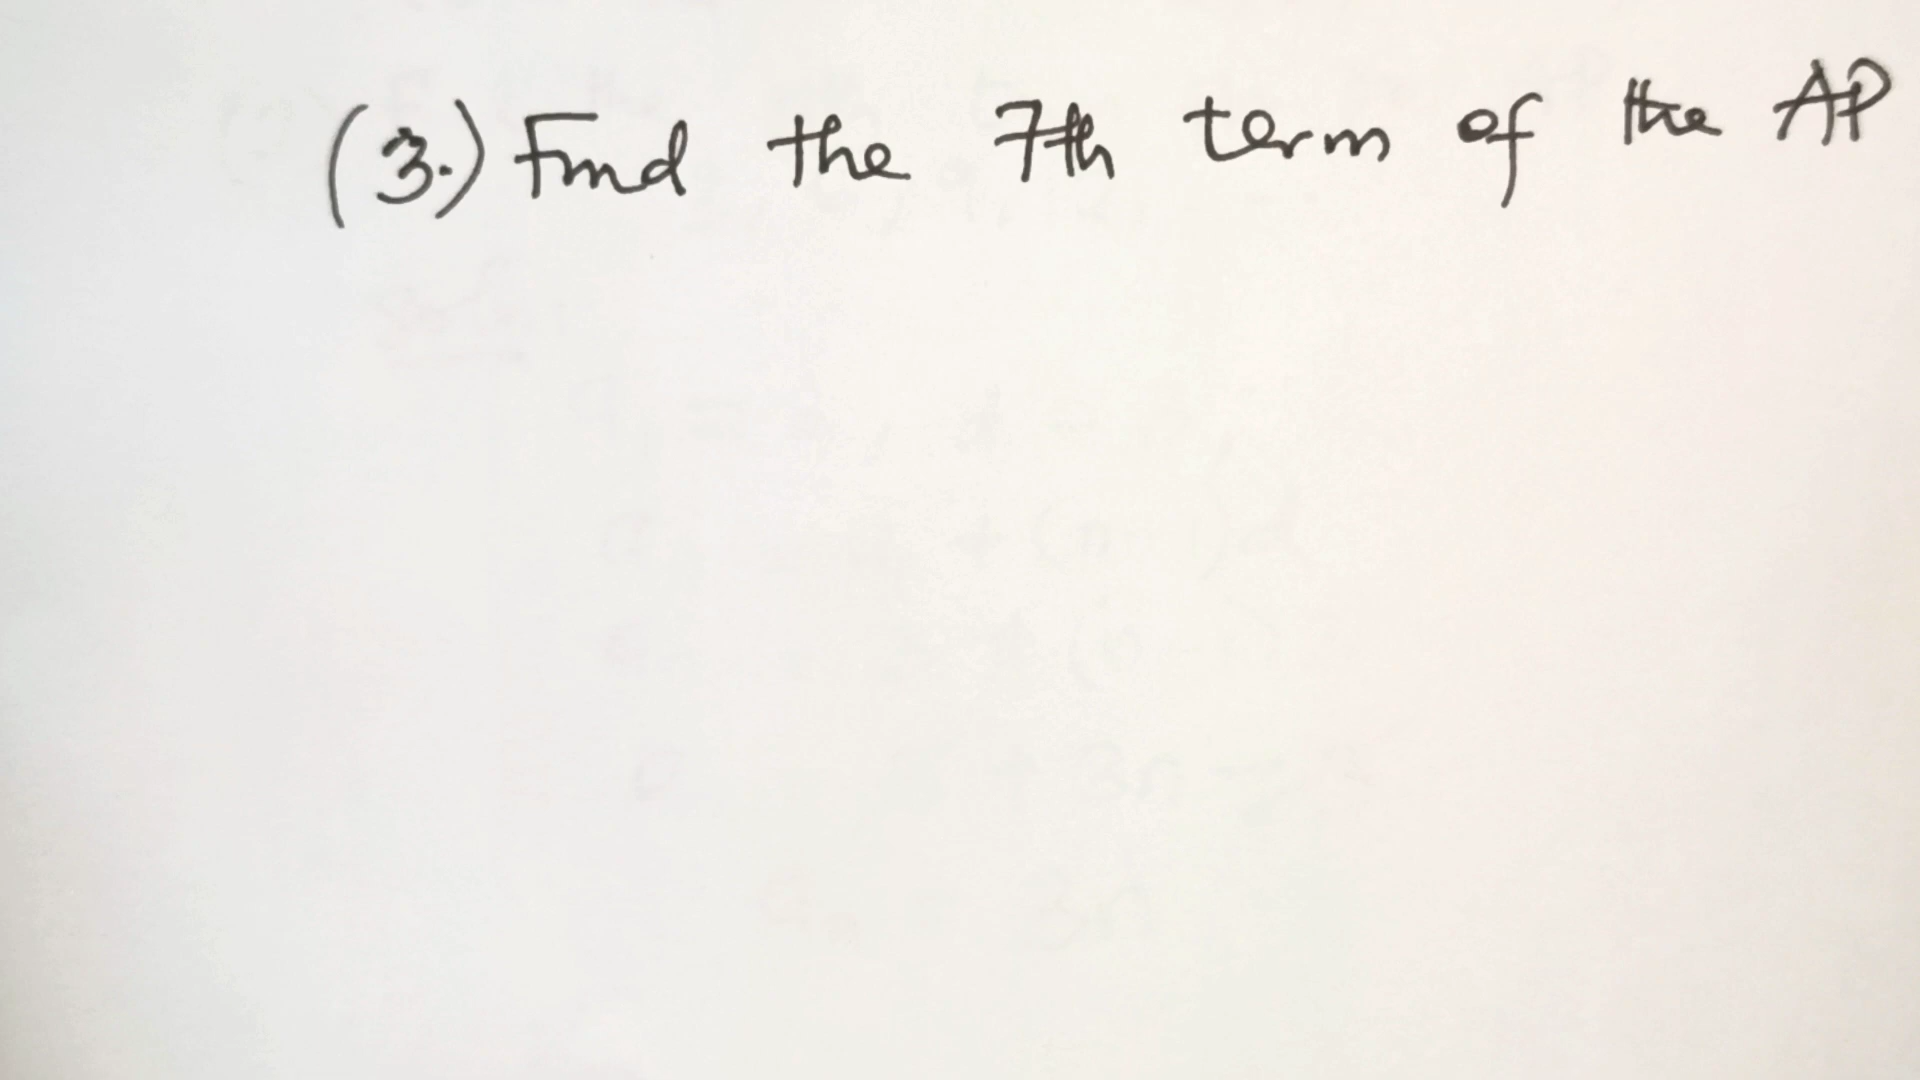 (3.) Find the 7th term of the AP